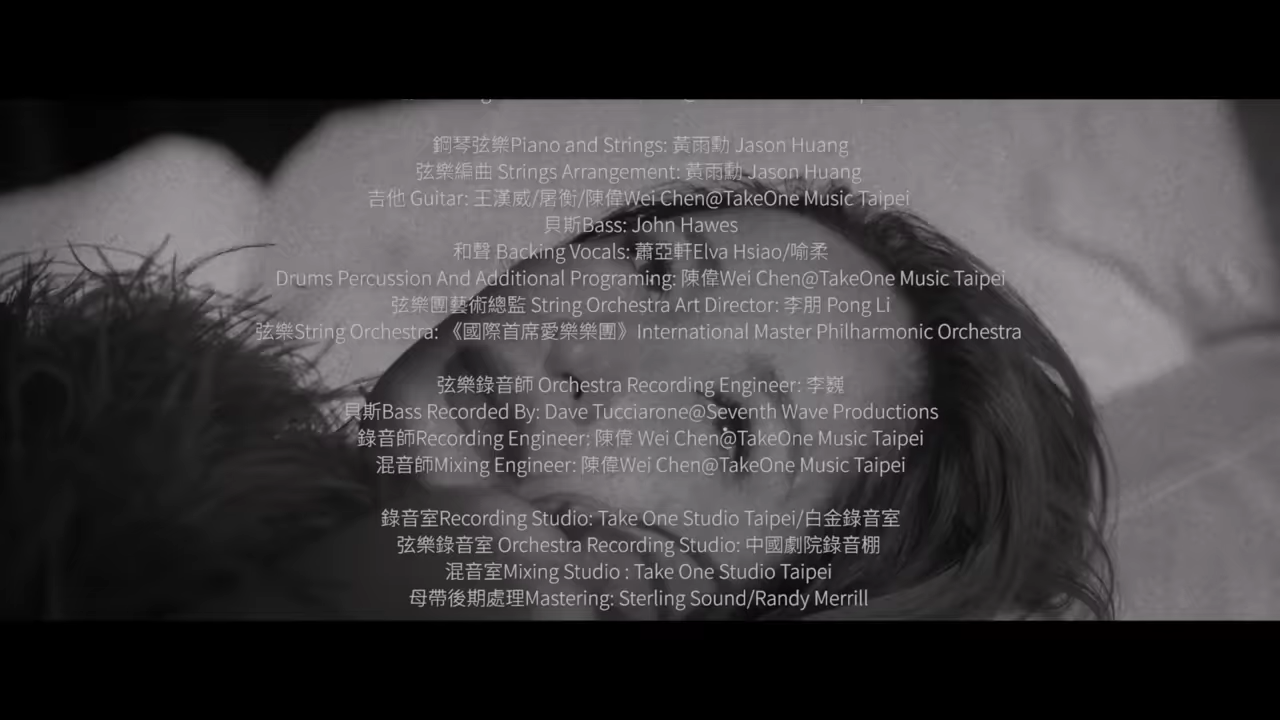 鋼琴弦樂Piano and Strings: 黃雨勳 Jason Huang
弦樂編曲 Strings Arrangement: 黃雨勳 Jason Huang
吉他 Guitar: 王漢威/屠衡/陳偉Wei Chen@TakeOne Music Taipei
貝斯Bass: John Hawes
和聲 Backing Vocals: 蕭亞軒Elva Hsiao/喻柔
Drums Percussion And Additional Programing: 陳偉Wei Chen@TakeOne Music Taipei
弦樂團藝術總監 String Orchestra Art Director: 李朋 Pong Li
弦樂String Orchestra: 《國際首席愛樂樂團》International Master Philharmonic Orchestra
弦樂錄音師 Orchestra Recording Engineer: 李巍
貝斯Bass Recorded By: Dave Tucciarone@Seventh Wave Productions
錄音師Recording Engineer: 陳偉 Wei Chen@TakeOne Music Taipei
混音師Mixing Engineer: 陳偉Wei Chen@TakeOne Music Taipei
錄音室Recording Studio: Take One Studio Taipei/白金錄音室
弦樂錄音室 Orchestra Recording Studio: 中國劇院錄音棚
混音室Mixing Studio : Take One Studio Taipei
母帶後期處理Mastering: Sterling Sound/Randy Merrill